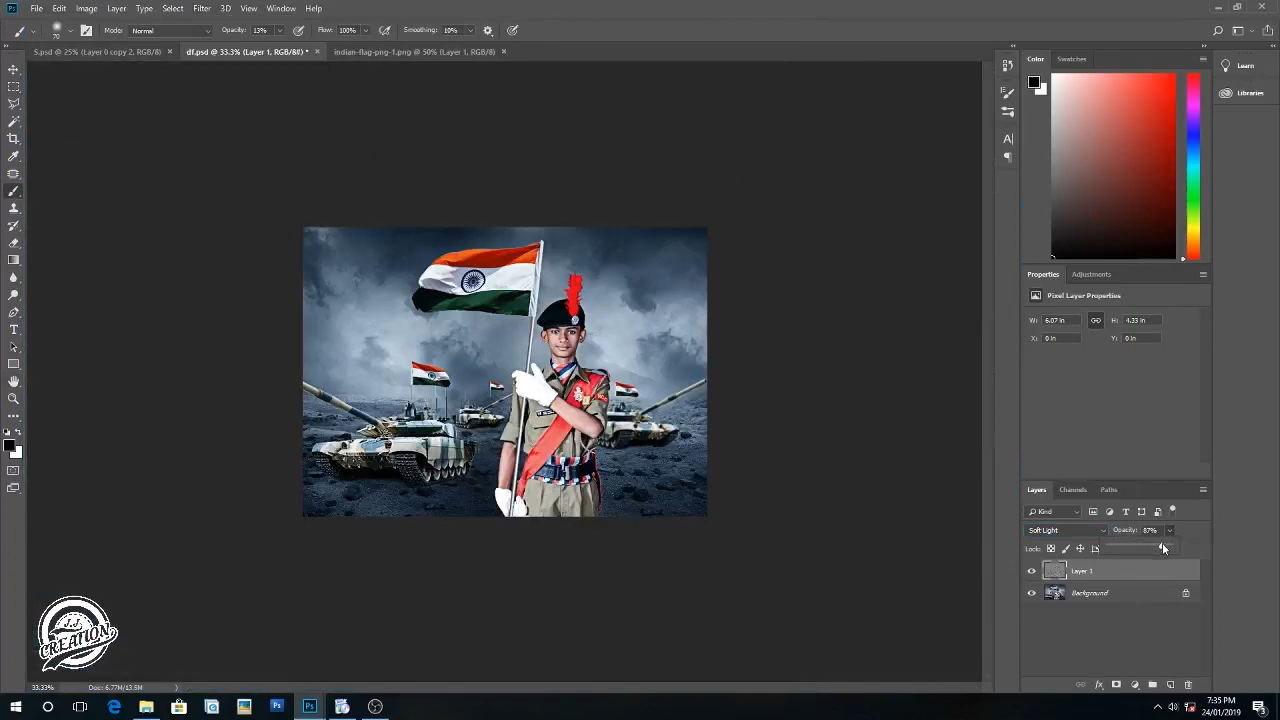 Ps File Edit Image Layer Type Select Filter 3D View Window Help
70 Mode: Normal Opacity: 13% Flow: 100% Smoothing: 10%
S.psd @ 25% (Layer 0 copy 2, RGB/8) × df.psd @ 33.3% (Layer 1, RGB/8#) * × indian-flag-png-1.png @ 50% (Layer 1, RGB/8) ×
Color Swatches
Learn
Libraries
Properties Adjustments
Pixel Layer Properties
W: 6.07 in H: 4.33 in
X: 0 in Y: 0 in
Layers Channels Paths
Kind
Soft Light Opacity: 87%
Lock:
Layer 1
Background
J.J
CREATION
33.33% Doc: 6.77M/13.5M
7:35 PM
24/01/2019